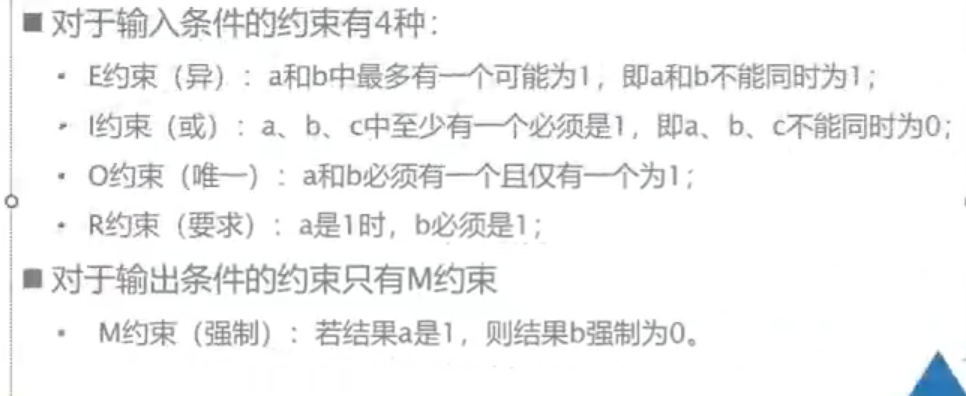 ■ 对于输入条件的约束有4种：
• E约束（异）：a和b中最多有一个可能为1，即a和b不能同时为1；
• I约束（或）：a、b、c中至少有一个必须是1，即a、b、c不能同时为0；
• O约束（唯一）：a和b必须有一个且仅有一个为1；
• R约束（要求）：a是1时，b必须是1；
■ 对于输出条件的约束只有M约束
• M约束（强制）：若结果a是1，则结果b强制为0。